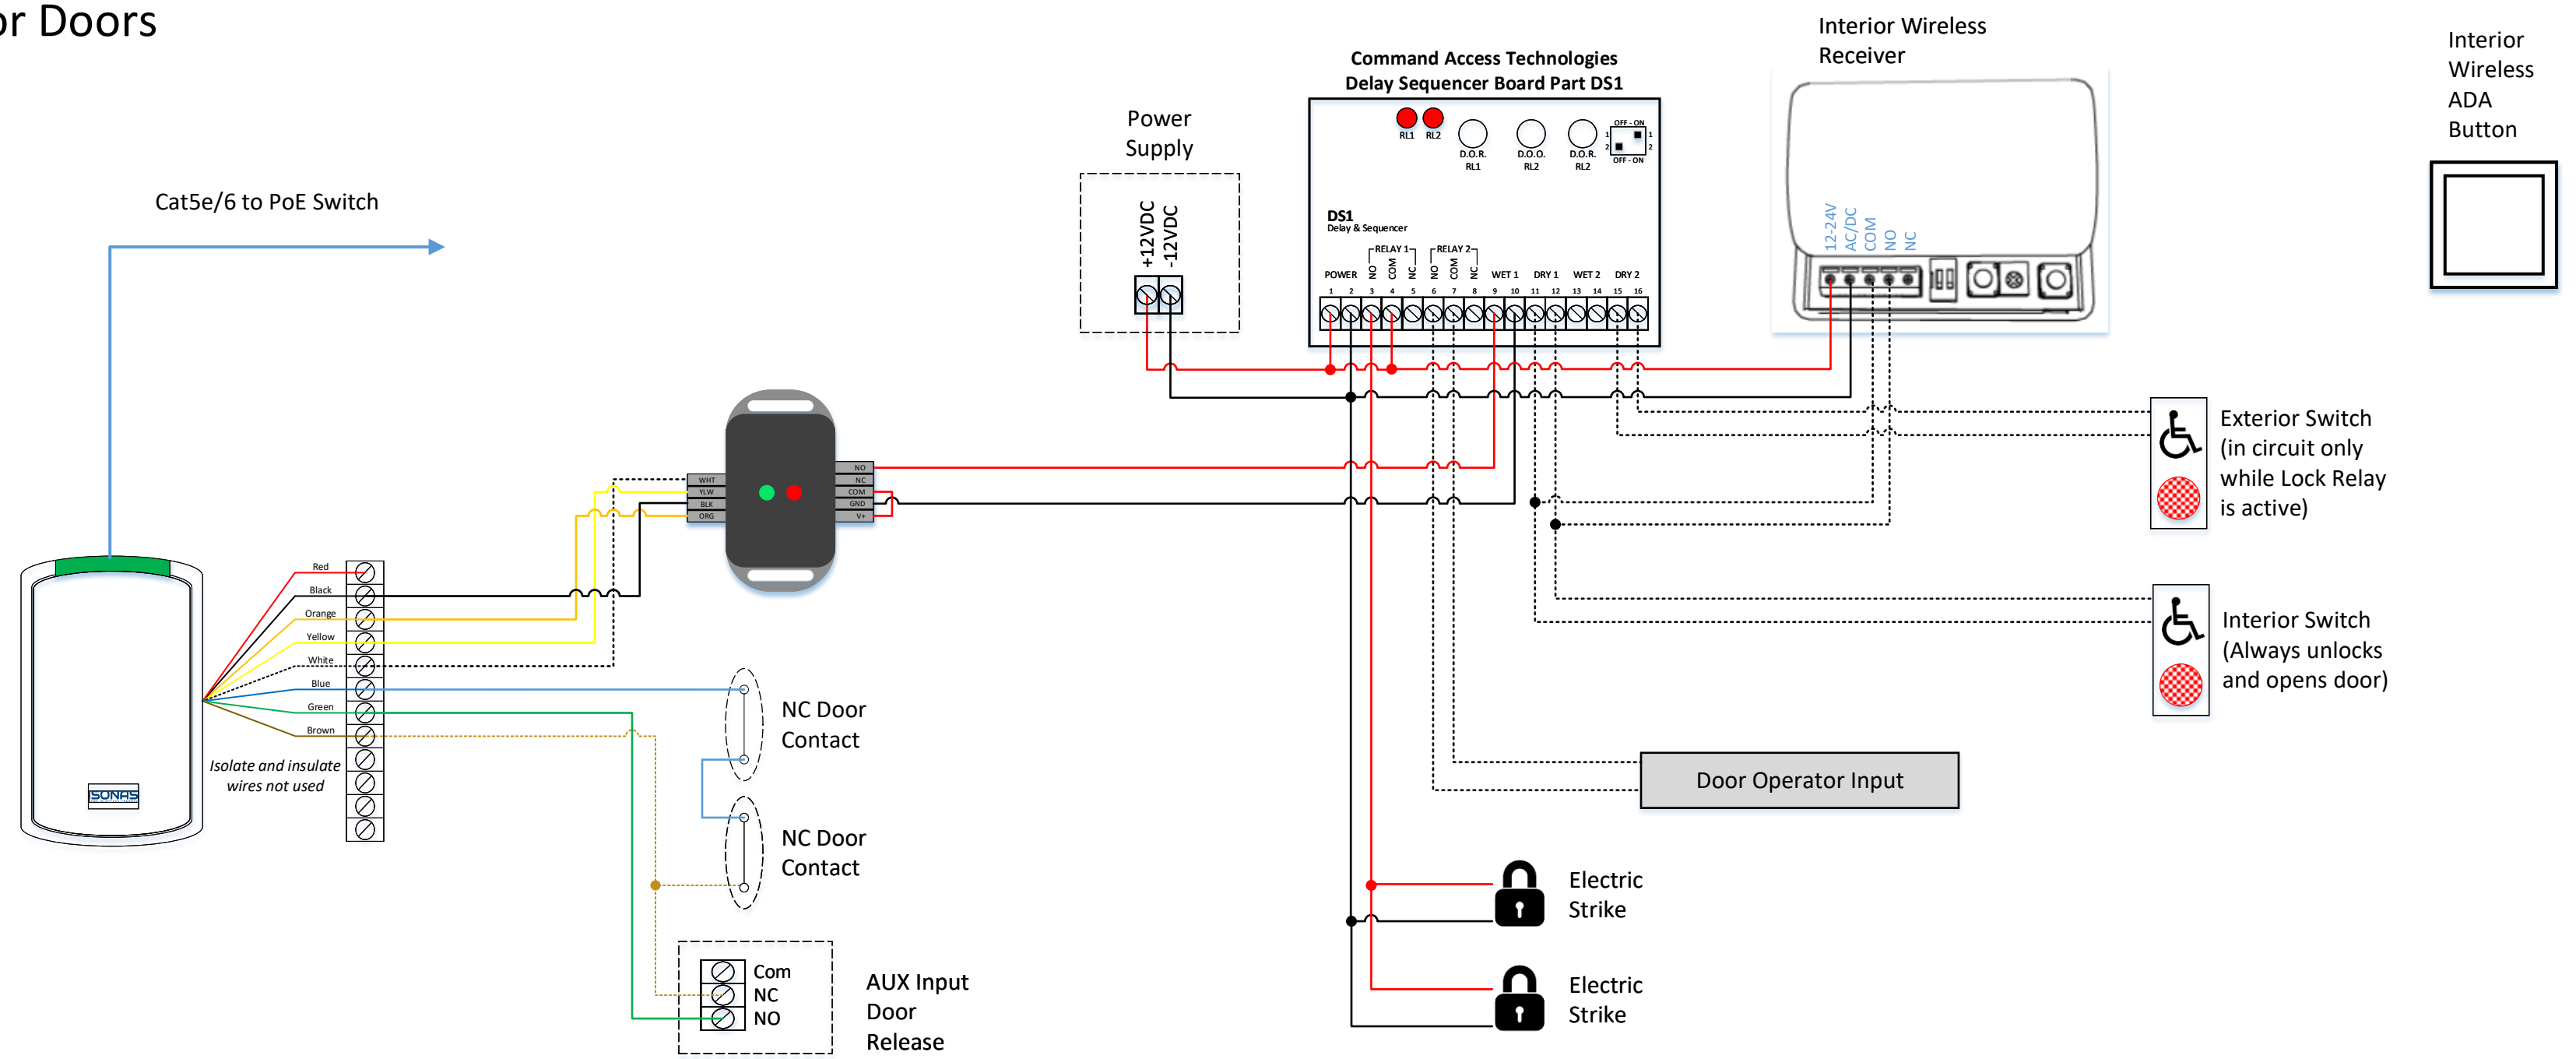 or Doors
Cat5e/6 to PoE Switch
Power
Supply
+12VDC
-12VDC
Command Access Technologies
Delay Sequencer Board Part DS1
RL1
RL2
D.O.R.
RL1
D.O.O.
RL2
D.O.R.
RL2
OFF - ON
1
1
2
2
OFF - ON
DS1
Delay & Sequencer
RELAY 1
RELAY 2
POWER
NO
COM
NC
NO
COM
NC
WET 1
DRY 1
WET 2
DRY 2
1 2 3 4 5 6 7 8 9 10 11 12 13 14 15 16
Interior Wireless
Receiver
12-24V
AC/DC
COM
NO
NC
Interior
Wireless
ADA
Button
WHT
YLW
BLK
ORG
NO
NC
COM
GND
V+
Exterior Switch
(in circuit only
while Lock Relay
is active)
Red
Black
Orange
Yellow
White
Blue
Green
Brown
Isolate and insulate
wires not used
ISONAS
Interior Switch
(Always unlocks
and opens door)
NC Door
Contact
NC Door
Contact
Door Operator Input
Electric
Strike
Electric
Strike
Com
NC
NO
AUX Input
Door
Release